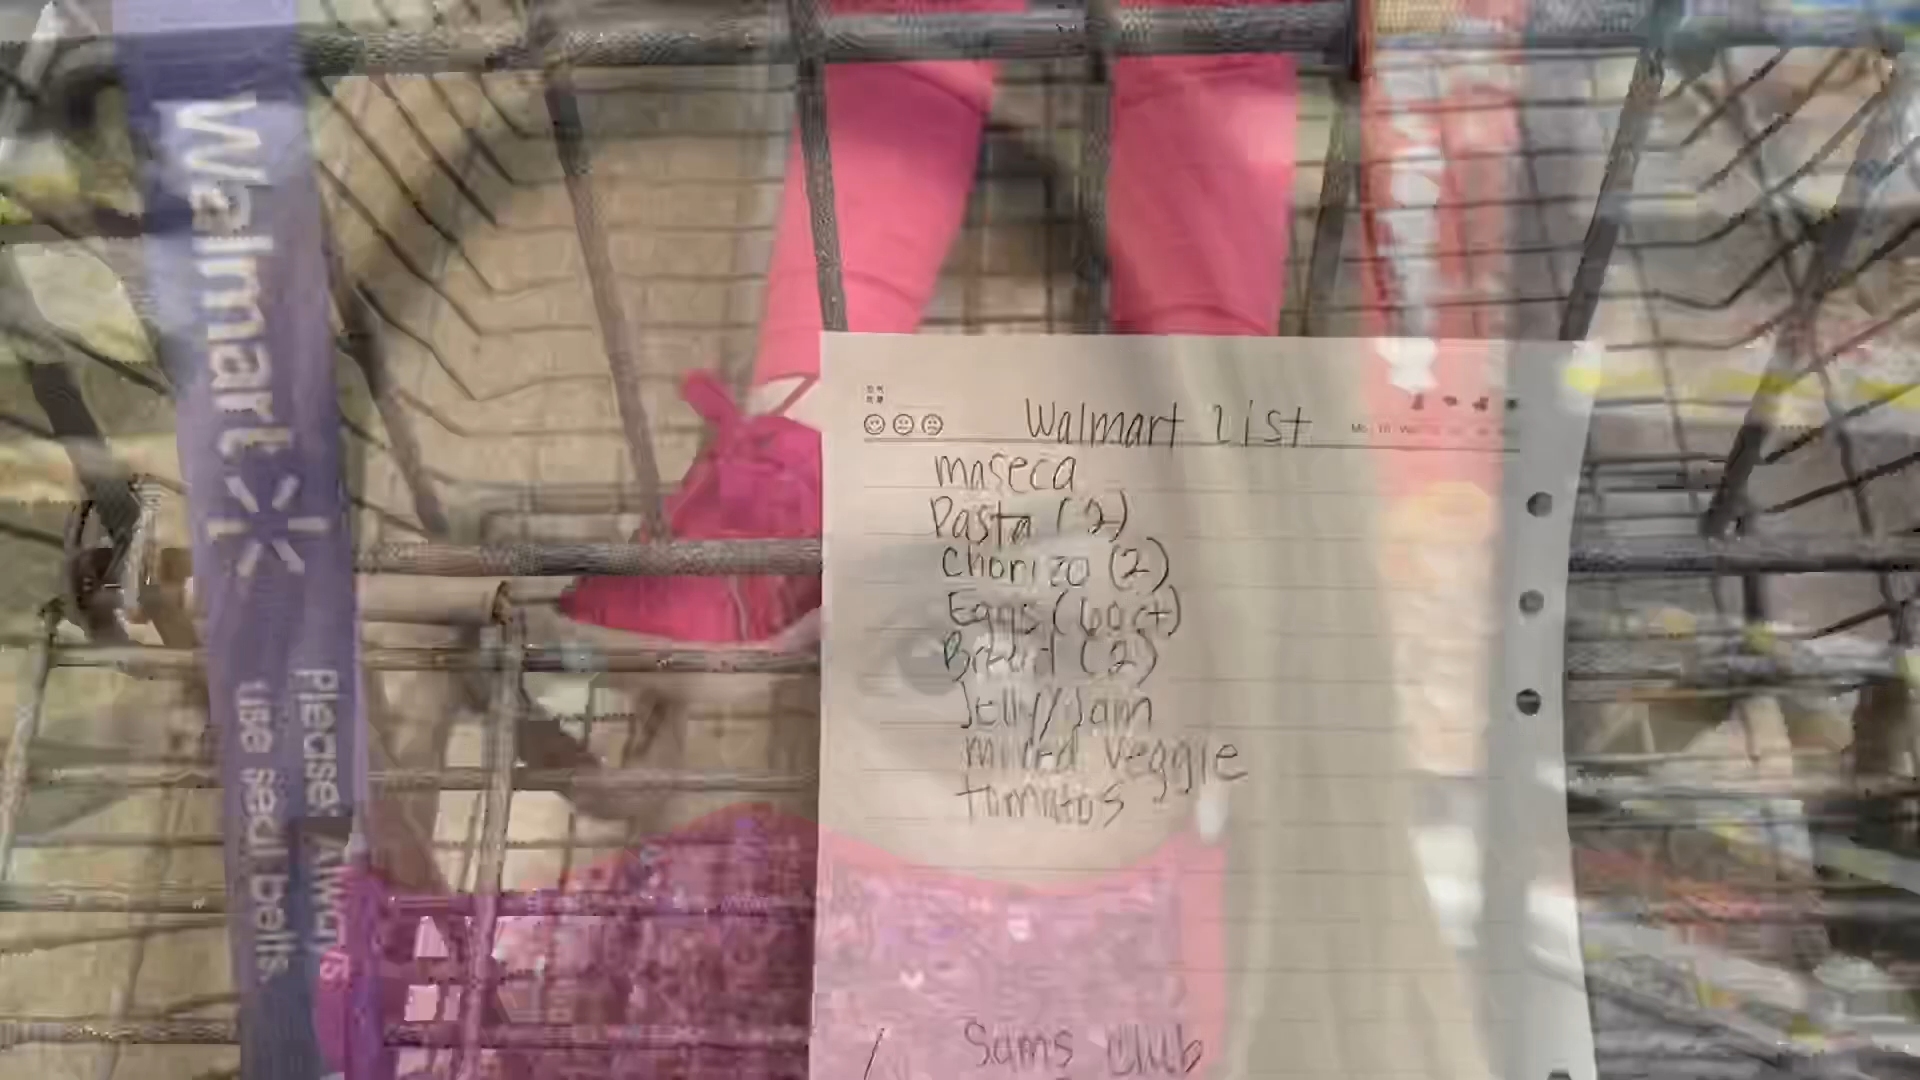 Walmart
Please Always
use seat belts.
Walmart List
maseca
Pasta (2)
Chorizo (2)
Eggs (60ct)
Bread (2)
Jelly/Jam
mixed veggie
tomatos
Sams Club